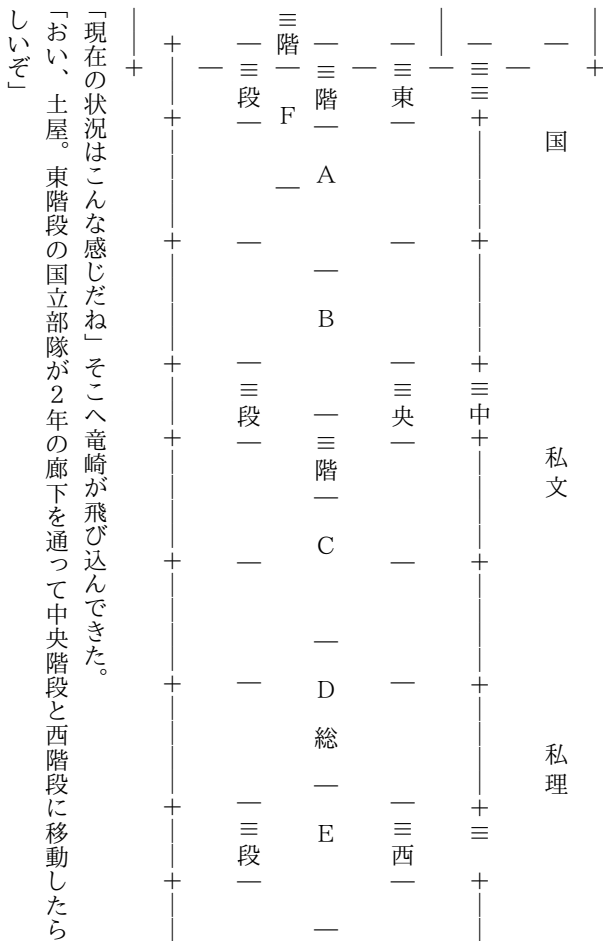 ＋
｜　国　私文　私理
｜
｜≡≡＋――＋――＋≡中＋――＋――＋――＋≡　＋――
―｜
｜≡東｜　｜　｜≡央｜　｜　｜　｜≡西｜
｜
｜≡階｜Ａ｜Ｂ｜≡階｜Ｃ｜Ｄ総｜Ｅ｜
≡階　Ｆ　｜
｜≡段｜　｜　｜≡段｜　｜　｜　｜≡段｜
｜
＋―＋――＋――＋―＋――＋――＋――＋―＋――
―＋
「現在の状況はこんな感じだね」そこへ竜崎が飛び込んできた。
「おい、土屋。東階段の国立部隊が２年の廊下を通って中央階段と西階段に移動したら
しいぞ」